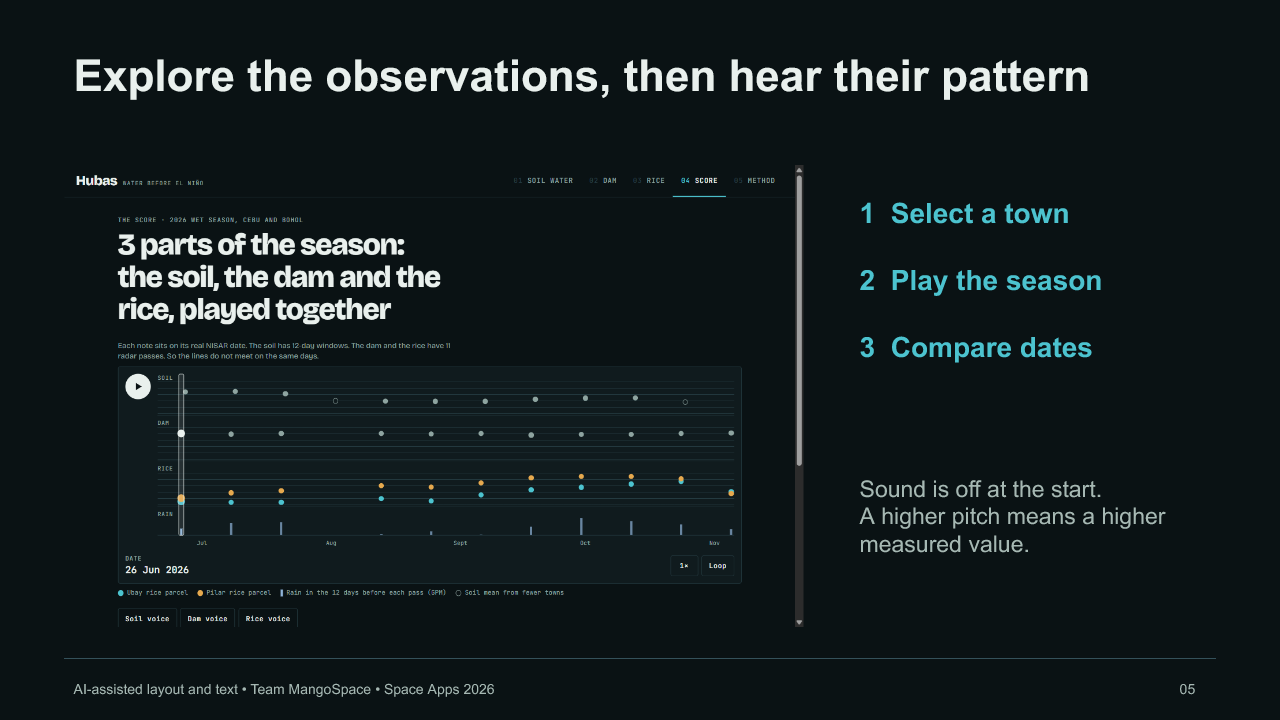 Explore the observations, then hear their pattern
Hubas WATER BEFORE EL NIÑO
01 SOIL WATER 02 DAM 03 RICE 04 SCORE 05 METHOD
THE SCORE · 2026 WET SEASON, CEBU AND BOHOL
3 parts of the season:
the soil, the dam and the
rice, played together
Each note sits on its real NISAR date. The soil has 12-day windows. The dam and the rice have 11
radar passes. So the lines do not meet on the same days.
SOIL
DAM
RICE
RAIN
Jul Aug Sept Oct Nov
DATE
26 Jun 2026
1× Loop
Ubay rice parcel Pilar rice parcel Rain in the 12 days before each pass (GPM) Soil mean from fewer towns
Soil voice Dam voice Rice voice
1 Select a town
2 Play the season
3 Compare dates
Sound is off at the start.
A higher pitch means a higher
measured value.
AI-assisted layout and text • Team MangoSpace • Space Apps 2026
05